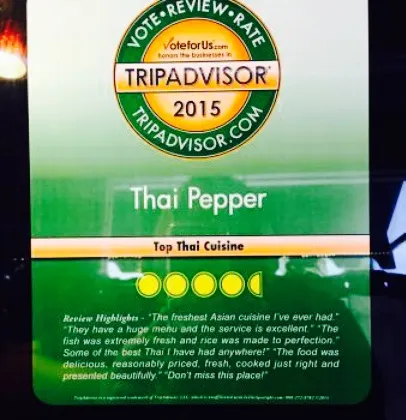 VOTE • REVIEW • RATE
VoteforUs.com
honors the businesses in
TRIPADVISOR®
2015
TRIPADVISOR.COM
Thai Pepper
Top Thai Cuisine
Review Highlights - "The freshest Asian cuisine I've ever had."
"They have a huge menu and the service is excellent." "The
fish was extremely fresh and rice was made to perfection."
Some of the best Thai I have had anywhere!" "The food was
delicious, reasonably priced, fresh, cooked just right and
presented beautifully." "Don't miss this place!"